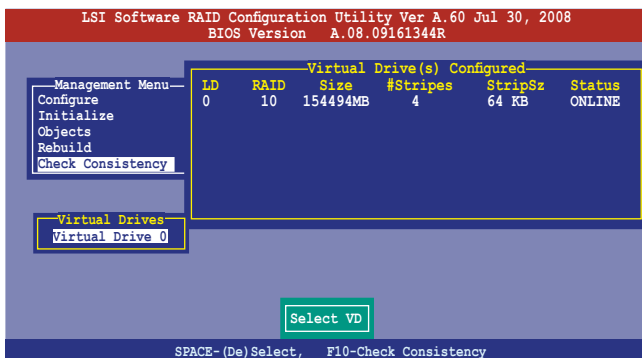 LSI Software RAID Configuration Utility Ver A.60 Jul 30, 2008
BIOS Version A.08.09161344R
Virtual Drive(s) Configured
LD RAID Size #Stripes StripSz Status
0 10 154494MB 4 64 KB ONLINE
Management Menu
Configure
Initialize
Objects
Rebuild
Check Consistency
Virtual Drives
Virtual Drive 0
Select VD
SPACE-(De)Select, F10-Check Consistency